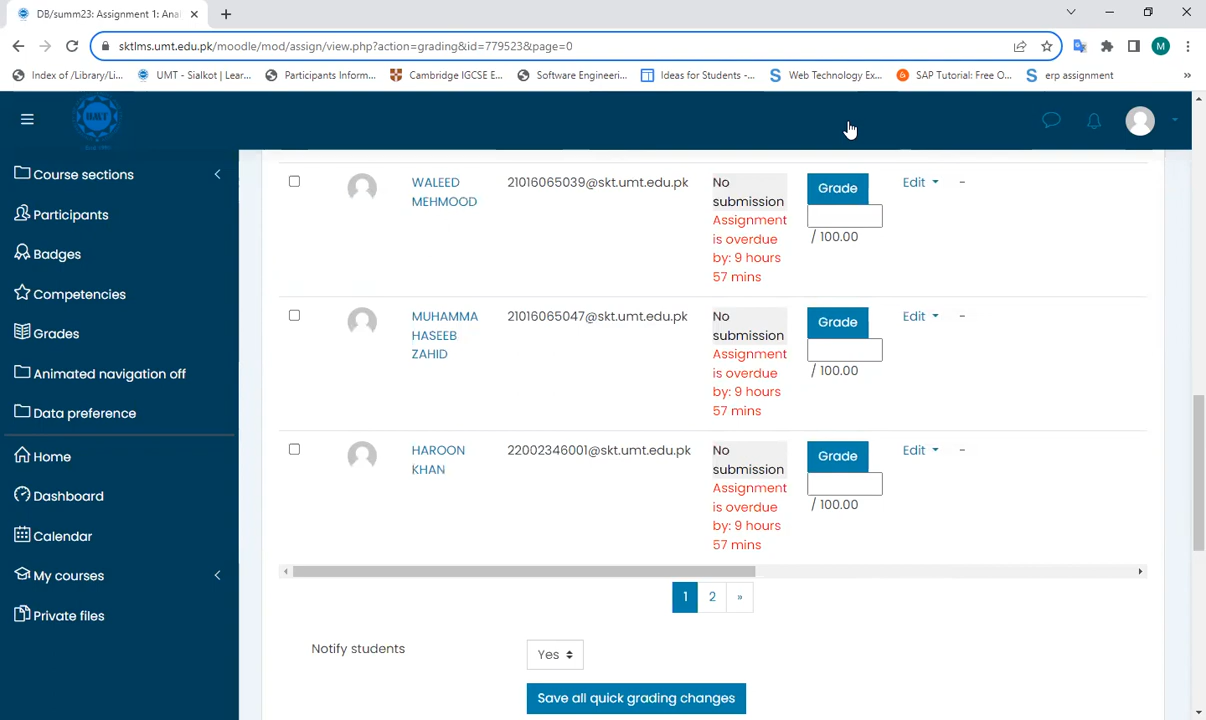 DB/summ23: Assignment 1: Ana
sktlms.umt.edu.pk/moodle/mod/assign/view.php?action=grading&id=779523&page=0
M
Index of /Library/Li...
UMT - Sialkot | Lear...
Participants Inform...
Cambridge IGCSE E...
Software Engineeri...
Ideas for Students -...
Web Technology Ex...
SAP Tutorial: Free O...
erp assignment
»
UMT
Course sections
Participants
Badges
Competencies
Grades
Animated navigation off
Data preference
Home
Dashboard
Calendar
My courses
Private files
WALEED
MEHMOOD
21016065039@skt.umt.edu.pk
No
submission
Assignment
is overdue
by: 9 hours
57 mins
Grade
/ 100.00
Edit
-
MUHAMMA
HASEEB
ZAHID
21016065047@skt.umt.edu.pk
No
submission
Assignment
is overdue
by: 9 hours
57 mins
Grade
/ 100.00
Edit
-
HAROON
KHAN
22002346001@skt.umt.edu.pk
No
submission
Assignment
is overdue
by: 9 hours
57 mins
Grade
/ 100.00
Edit
-
1 2 »
Notify students
Yes
Save all quick grading changes